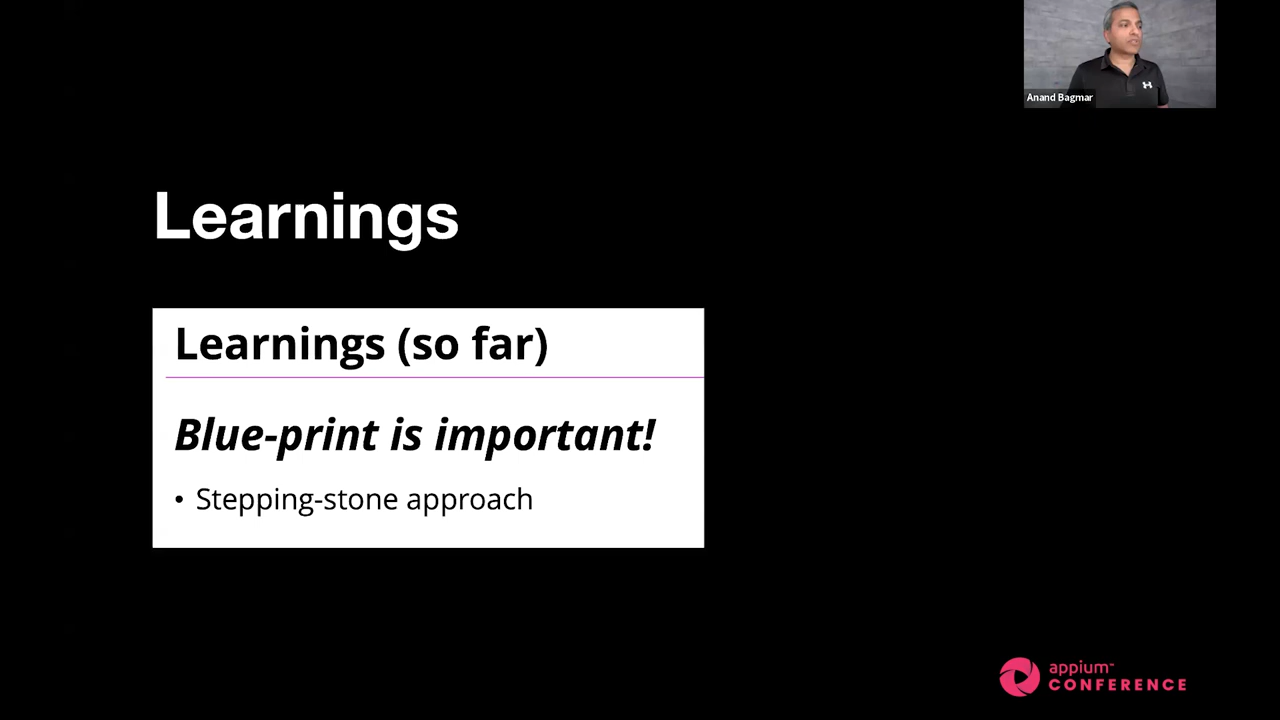 Anand Bagmar
Learnings
Learnings (so far)
Blue-print is important!
• Stepping-stone approach
appium
CONFERENCE